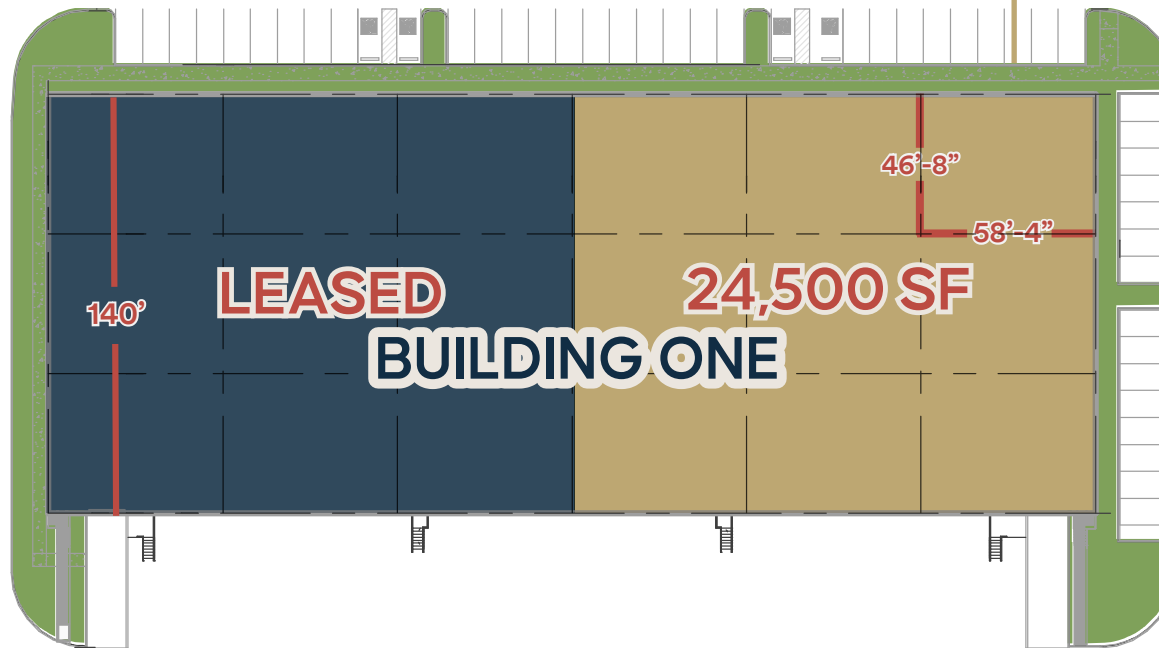 46’-8”
58’-4”
LEASED
24,500 SF
140’
BUILDING ONE